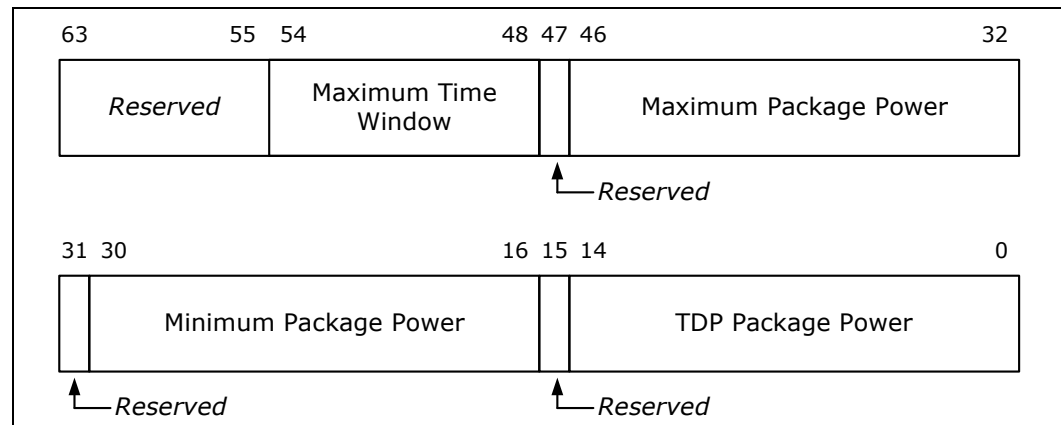 63 55 54 48 47 46 32
Reserved
Maximum Time
Window
Maximum Package Power
Reserved
31 30 16 15 14 0
Minimum Package Power
TDP Package Power
Reserved
Reserved